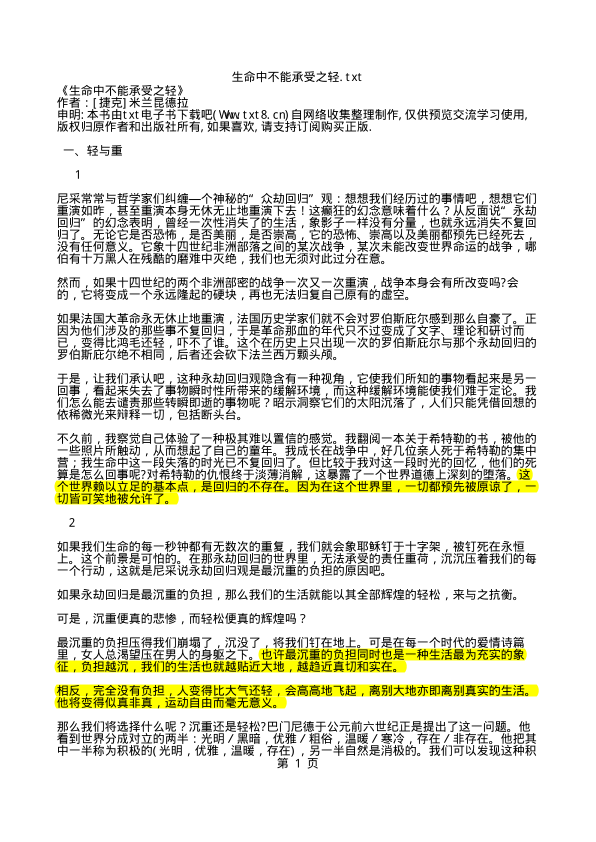 生命中不能承受之轻.txt
《生命中不能承受之轻》
作者：[捷克]米兰昆德拉
申明:本书由txt电子书下载吧(Www.txt8.cn)自网络收集整理制作,仅供预览交流学习使用,
版权归原作者和出版社所有,如果喜欢,请支持订阅购买正版.
一、轻与重
1
尼采常常与哲学家们纠缠一个神秘的“众劫回归”观：想想我们经历过的事情吧，想想它们
重演如昨，甚至重演本身无休无止地重演下去！这癫狂的幻念意味着什么？从反面说“永劫
回归”的幻念表明，曾经一次性消失了的生活，象影子一样没有分量，也就永远消失不复回
归了。无论它是否恐怖，是否美丽，是否崇高，它的恐怖、崇高以及美丽都预先已经死去，
没有任何意义。它象十四世纪非洲部落之间的某次战争，某次未能改变世界命运的战争，哪
伯有十万黑人在残酷的磨难中灭绝，我们也无须对此过分在意。
然而，如果十四世纪的两个非洲部密的战争一次又一次重演，战争本身会有所改变吗?会
的，它将变成一个永远隆起的硬块，再也无法归复自己原有的虚空。
如果法国大革命永无休止地重演，法国历史学家们就不会对罗伯斯庇尔感到那么自豪了。正
因为他们涉及的那些事不复回归，于是革命那血的年代只不过变成了文字、理论和研讨而
已，变得比鸿毛还轻，吓不了谁。这个在历史上只出现一次的罗伯斯庇尔与那个永劫回归的
罗伯斯庇尔绝不相同，后者还会砍下法兰西万颗头颅。
于是，让我们承认吧，这种永劫回归观隐含有一种视角，它使我们所知的事物看起来是另一
回事，看起来失去了事物瞬时性所带来的缓解环境，而这种缓解环境能使我们难于定论。我
们怎么能去谴责那些转瞬即逝的事物呢？昭示洞察它们的太阳沉落了，人们只能凭借回想的
依稀微光来辩释一切，包括断头台。
不久前，我察觉自己体验了一种极其难以置信的感觉。我翻阅一本关于希特勒的书，被他的
一些照片所触动，从而想起了自己的童年。我成长在战争中，好几位亲人死于希特勒的集中
营；我生命中这一段失落的时光已不复回归了。但比较于我对这一段时光的回忆，他们的死
算是怎么回事呢?对希特勒的仇恨终于淡薄消解，这暴露了一个世界道德上深刻的堕落。这
个世界赖以立足的基本点，是回归的不存在。因为在这个世界里，一切都预先被原谅了，一
切皆可笑地被允许了。
2
如果我们生命的每一秒钟都有无数次的重复，我们就会象耶稣钉于十字架，被钉死在永恒
上。这个前景是可怕的。在那永劫回归的世界里，无法承受的责任重荷，沉沉压着我们的每
一个行动，这就是尼采说永劫归观是最沉重的负担的原因吧。
如果永劫归归是最沉重的负担，那么我们的生活就能以其全部辉煌的轻松，来与之抗衡。
可是，沉重便真的悲惨，而轻松便真的辉煌吗？
最沉重的负担压得我们崩塌了，沉没了，将我们钉在地上。可是在每一个时代的爱情诗篇
里，女人总渴望压在男人的身躯之下。也许最沉重的负担同时也是一种生活最为充实的象
征，负担越沉，我们的生活也就越贴近大地，越趋近真切和实在。
相反，完全没有负担，人变得比大气还轻，会高高地飞起，离别大地亦即离别真实的生活。
他将变得似真非真，运动自由而毫无意义。
那么我们将选择什么呢？沉重还是轻松?巴门尼德于公元前六世纪正是提出了这一问题。他
看到世界分成对立的两半：光明／黑暗，优雅／粗俗，温暖／寒冷，存在／非存在。他把其
中一半称为积极的(光明，优雅，温暖，存在)，另一半自然是消极的。我们可以发现这种积
第 1 页